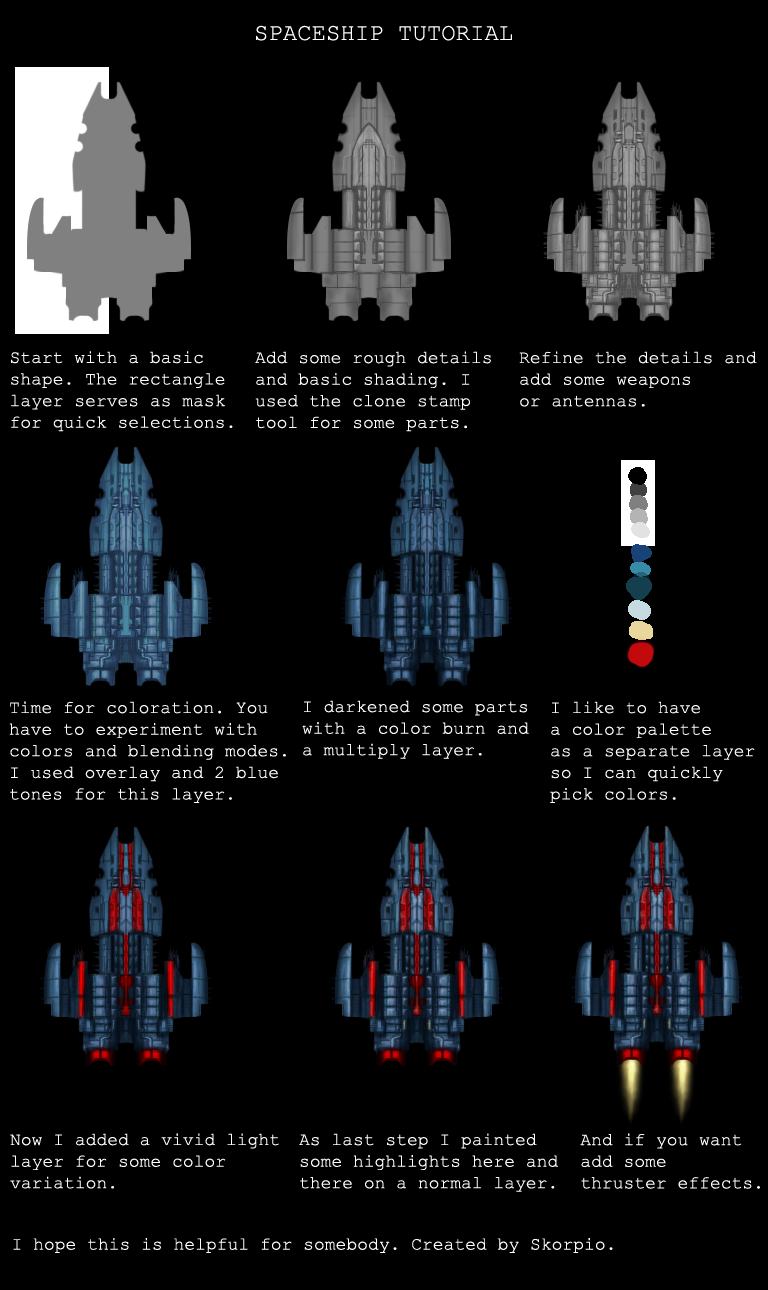 SPACESHIP TUTORIAL
Start with a basic
shape. The rectangle
layer serves as mask
for quick selections.
Add some rough details
and basic shading. I
used the clone stamp
tool for some parts.
Refine the details and
add some weapons
or antennas.
Time for coloration. You
have to experiment with
colors and blending modes.
I used overlay and 2 blue
tones for this layer.
I darkened some parts
with a color burn and
a multiply layer.
I like to have
a color palette
as a separate layer
so I can quickly
pick colors.
Now I added a vivid light
layer for some color
variation.
As last step I painted
some highlights here and
there on a normal layer.
And if you want
add some
thruster effects.
I hope this is helpful for somebody. Created by Skorpio.